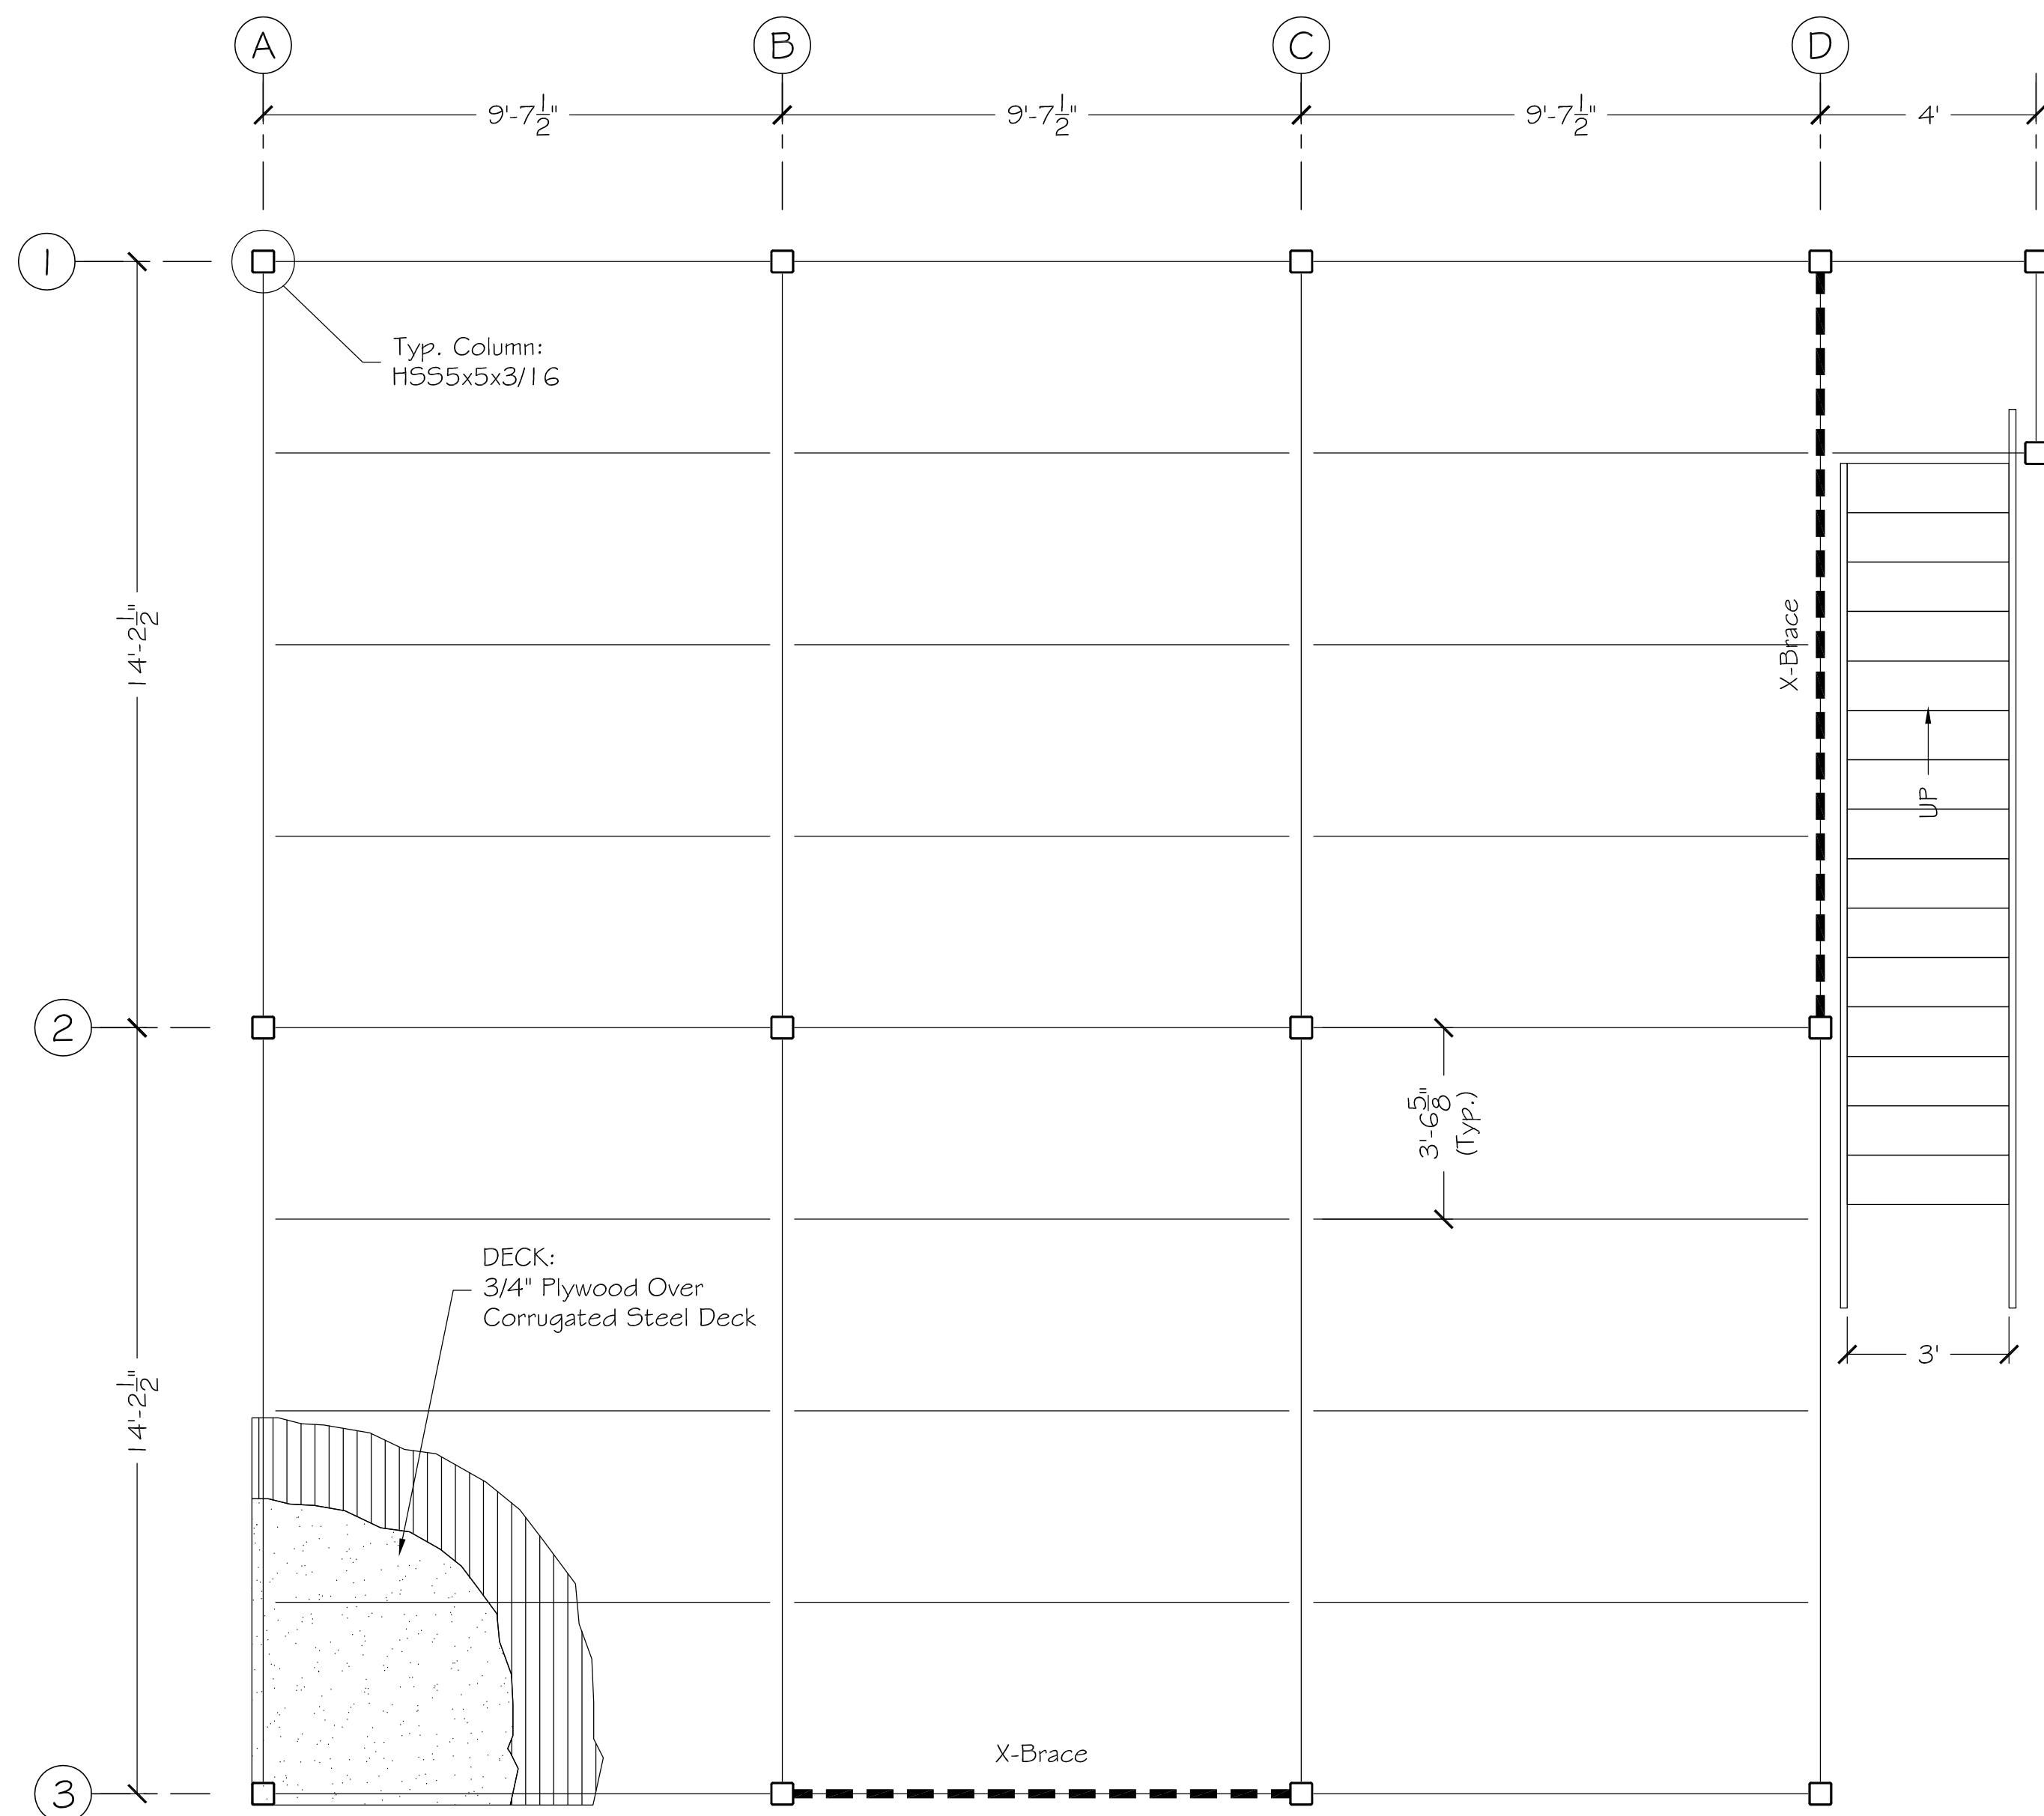 A
B
C
D
9'-7 1/2"
9'-7 1/2"
9'-7 1/2"
4'
1
Typ. Column:
HSS5x5x3/16
14'-2 1/2"
X-Brace
UP
2
3'-6 5/8"
(Typ.)
DECK:
3/4" Plywood Over
Corrugated Steel Deck
3'
14'-2 1/2"
X-Brace
3